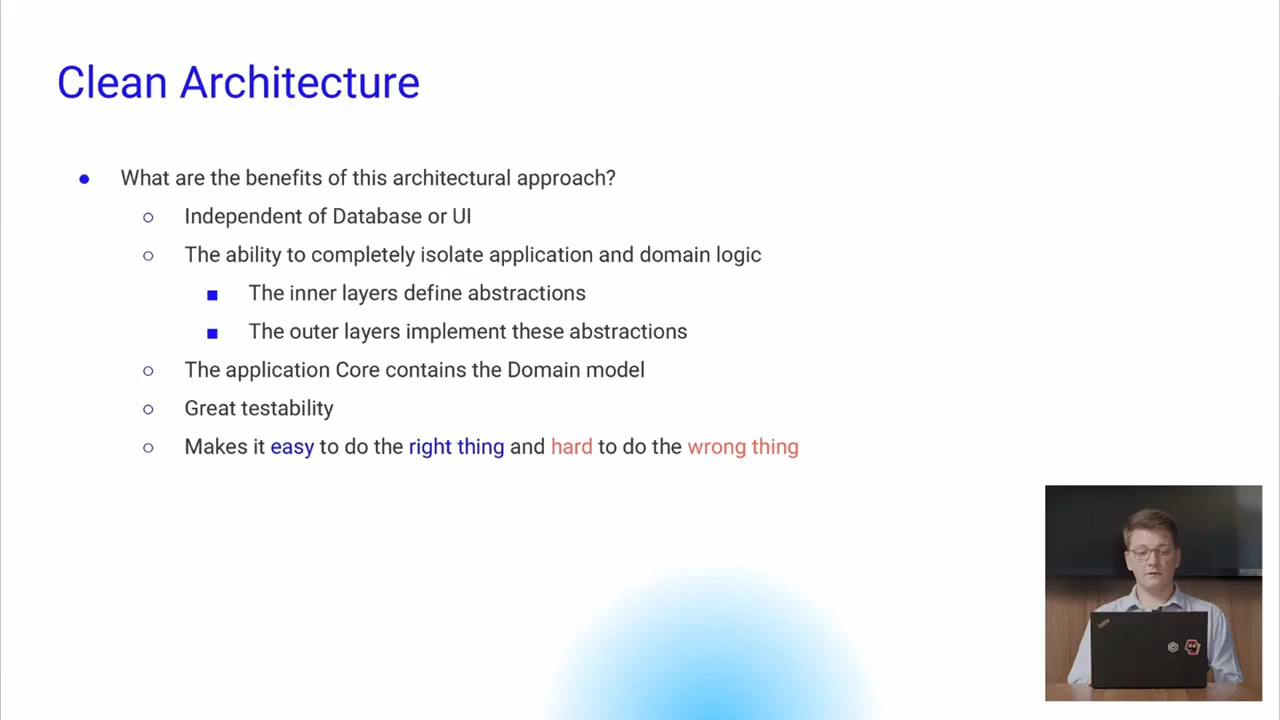 Clean Architecture
What are the benefits of this architectural approach?
Independent of Database or UI
The ability to completely isolate application and domain logic
The inner layers define abstractions
The outer layers implement these abstractions
The application Core contains the Domain model
Great testability
Makes it easy to do the right thing and hard to do the wrong thing